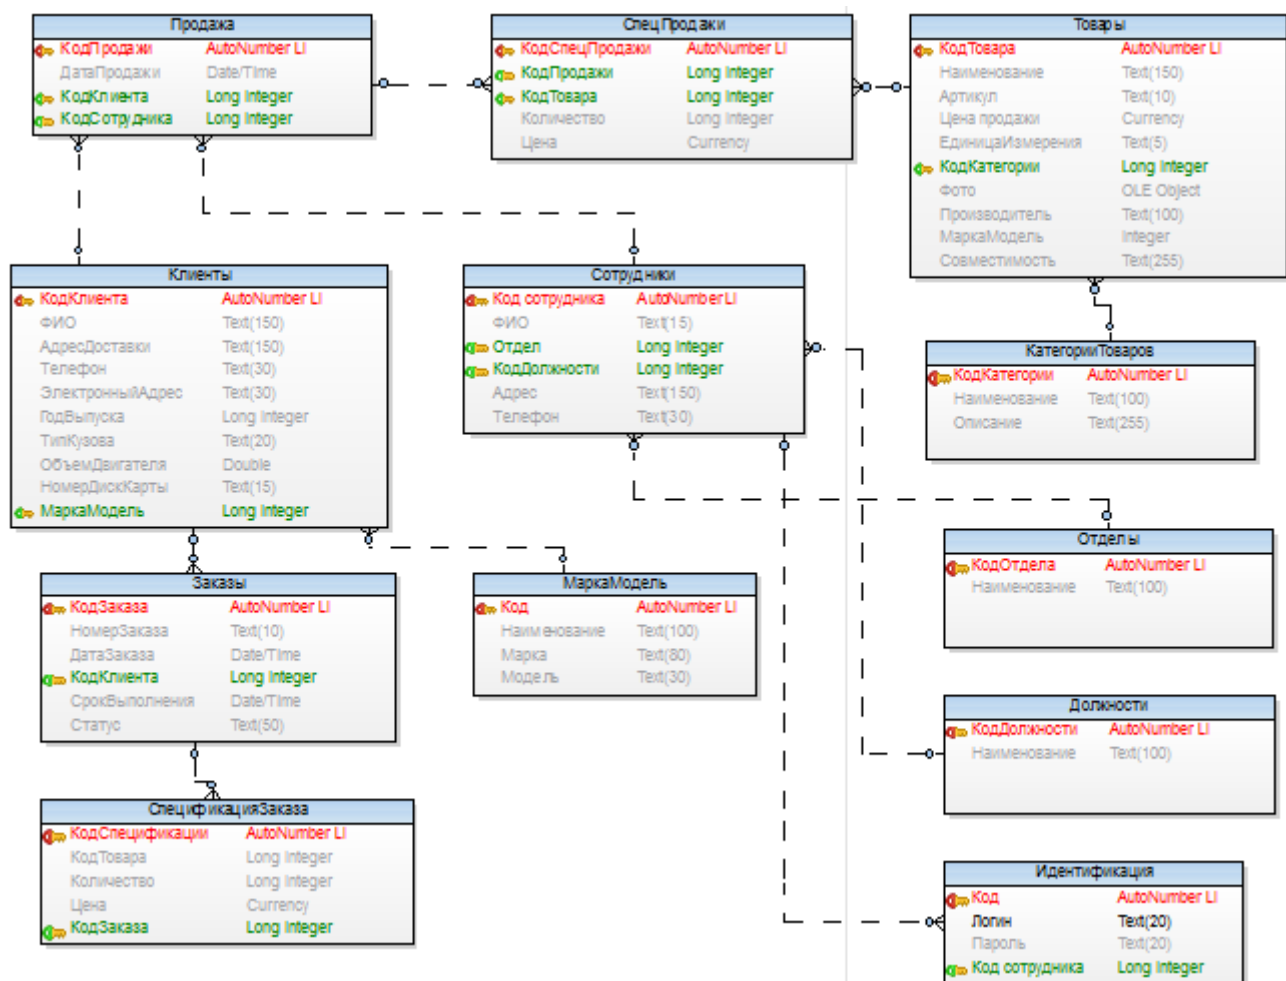 Продажа
КодПродажи AutoNumber LI
ДатаПродажи Date/Time
КодКлиента Long Integer
КодСотрудника Long Integer
СпецПродажи
КодСпецПродажи AutoNumber LI
КодПродажи Long Integer
КодТовара Long Integer
Количество Long Integer
Цена Currency
Товары
КодТовара AutoNumber LI
Наименование Text(150)
Артикул Text(10)
Цена продажи Currency
ЕдиницаИзмерения Text(5)
КодКатегории Long Integer
Фото OLE Object
Производитель Text(100)
МаркаМодель Integer
Совместимость Text(255)
Клиенты
КодКлиента AutoNumber LI
ФИО Text(150)
АдресДоставки Text(150)
Телефон Text(30)
ЭлектронныйАдрес Text(30)
ГодВыпуска Long Integer
ТипКузова Text(20)
ОбъемДвигателя Double
НомерДискКарты Text(15)
МаркаМодель Long Integer
Сотрудники
Код сотрудника AutoNumber LI
ФИО Text(15)
Отдел Long Integer
КодДолжности Long Integer
Адрес Text(150)
Телефон Text(30)
КатегорииТоваров
КодКатегории AutoNumber LI
Наименование Text(100)
Описание Text(255)
Отделы
КодОтдела AutoNumber LI
Наименование Text(100)
Заказы
КодЗаказа AutoNumber LI
НомерЗаказа Text(10)
ДатаЗаказа Date/Time
КодКлиента Long Integer
СрокВыполнения Date/Time
Статус Text(50)
МаркаМодель
Код AutoNumber LI
Наименование Text(100)
Марка Text(80)
Модель Text(30)
Должности
КодДолжности AutoNumber LI
Наименование Text(100)
СпецификацияЗаказа
КодСпецификации AutoNumber LI
КодТовара Long Integer
Количество Long Integer
Цена Currency
КодЗаказа Long Integer
Идентификация
Код AutoNumber LI
Логин Text(20)
Пароль Text(20)
Код сотрудника Long Integer